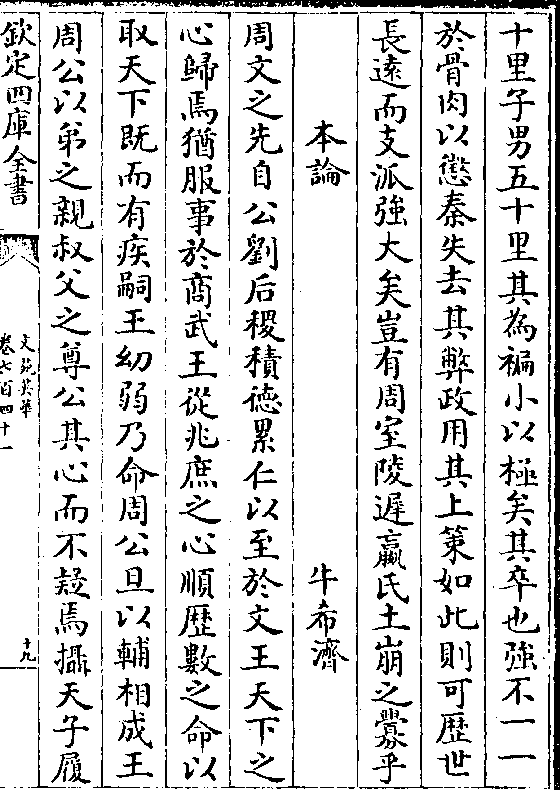 十里子男五十里其為褊小以極矣其卒也強不一一
於骨肉以懲秦失去其弊政用其上策如此則可歴世
長遠而支派強大矣豈有周室陵遲嬴氏土崩之釁乎
本論 牛希濟
周文之先自公劉后稷積徳累仁以至於文王天下之
心歸焉猶服事於商武王從兆庶之心順歴數之命以
取天下既而有疾嗣王幼弱乃命周公旦以輔相成王
周公以弟之親叔父之尊公其心而不疑焉攝天子履
欽定四庫全書
文苑英華
卷七百四十一
十九